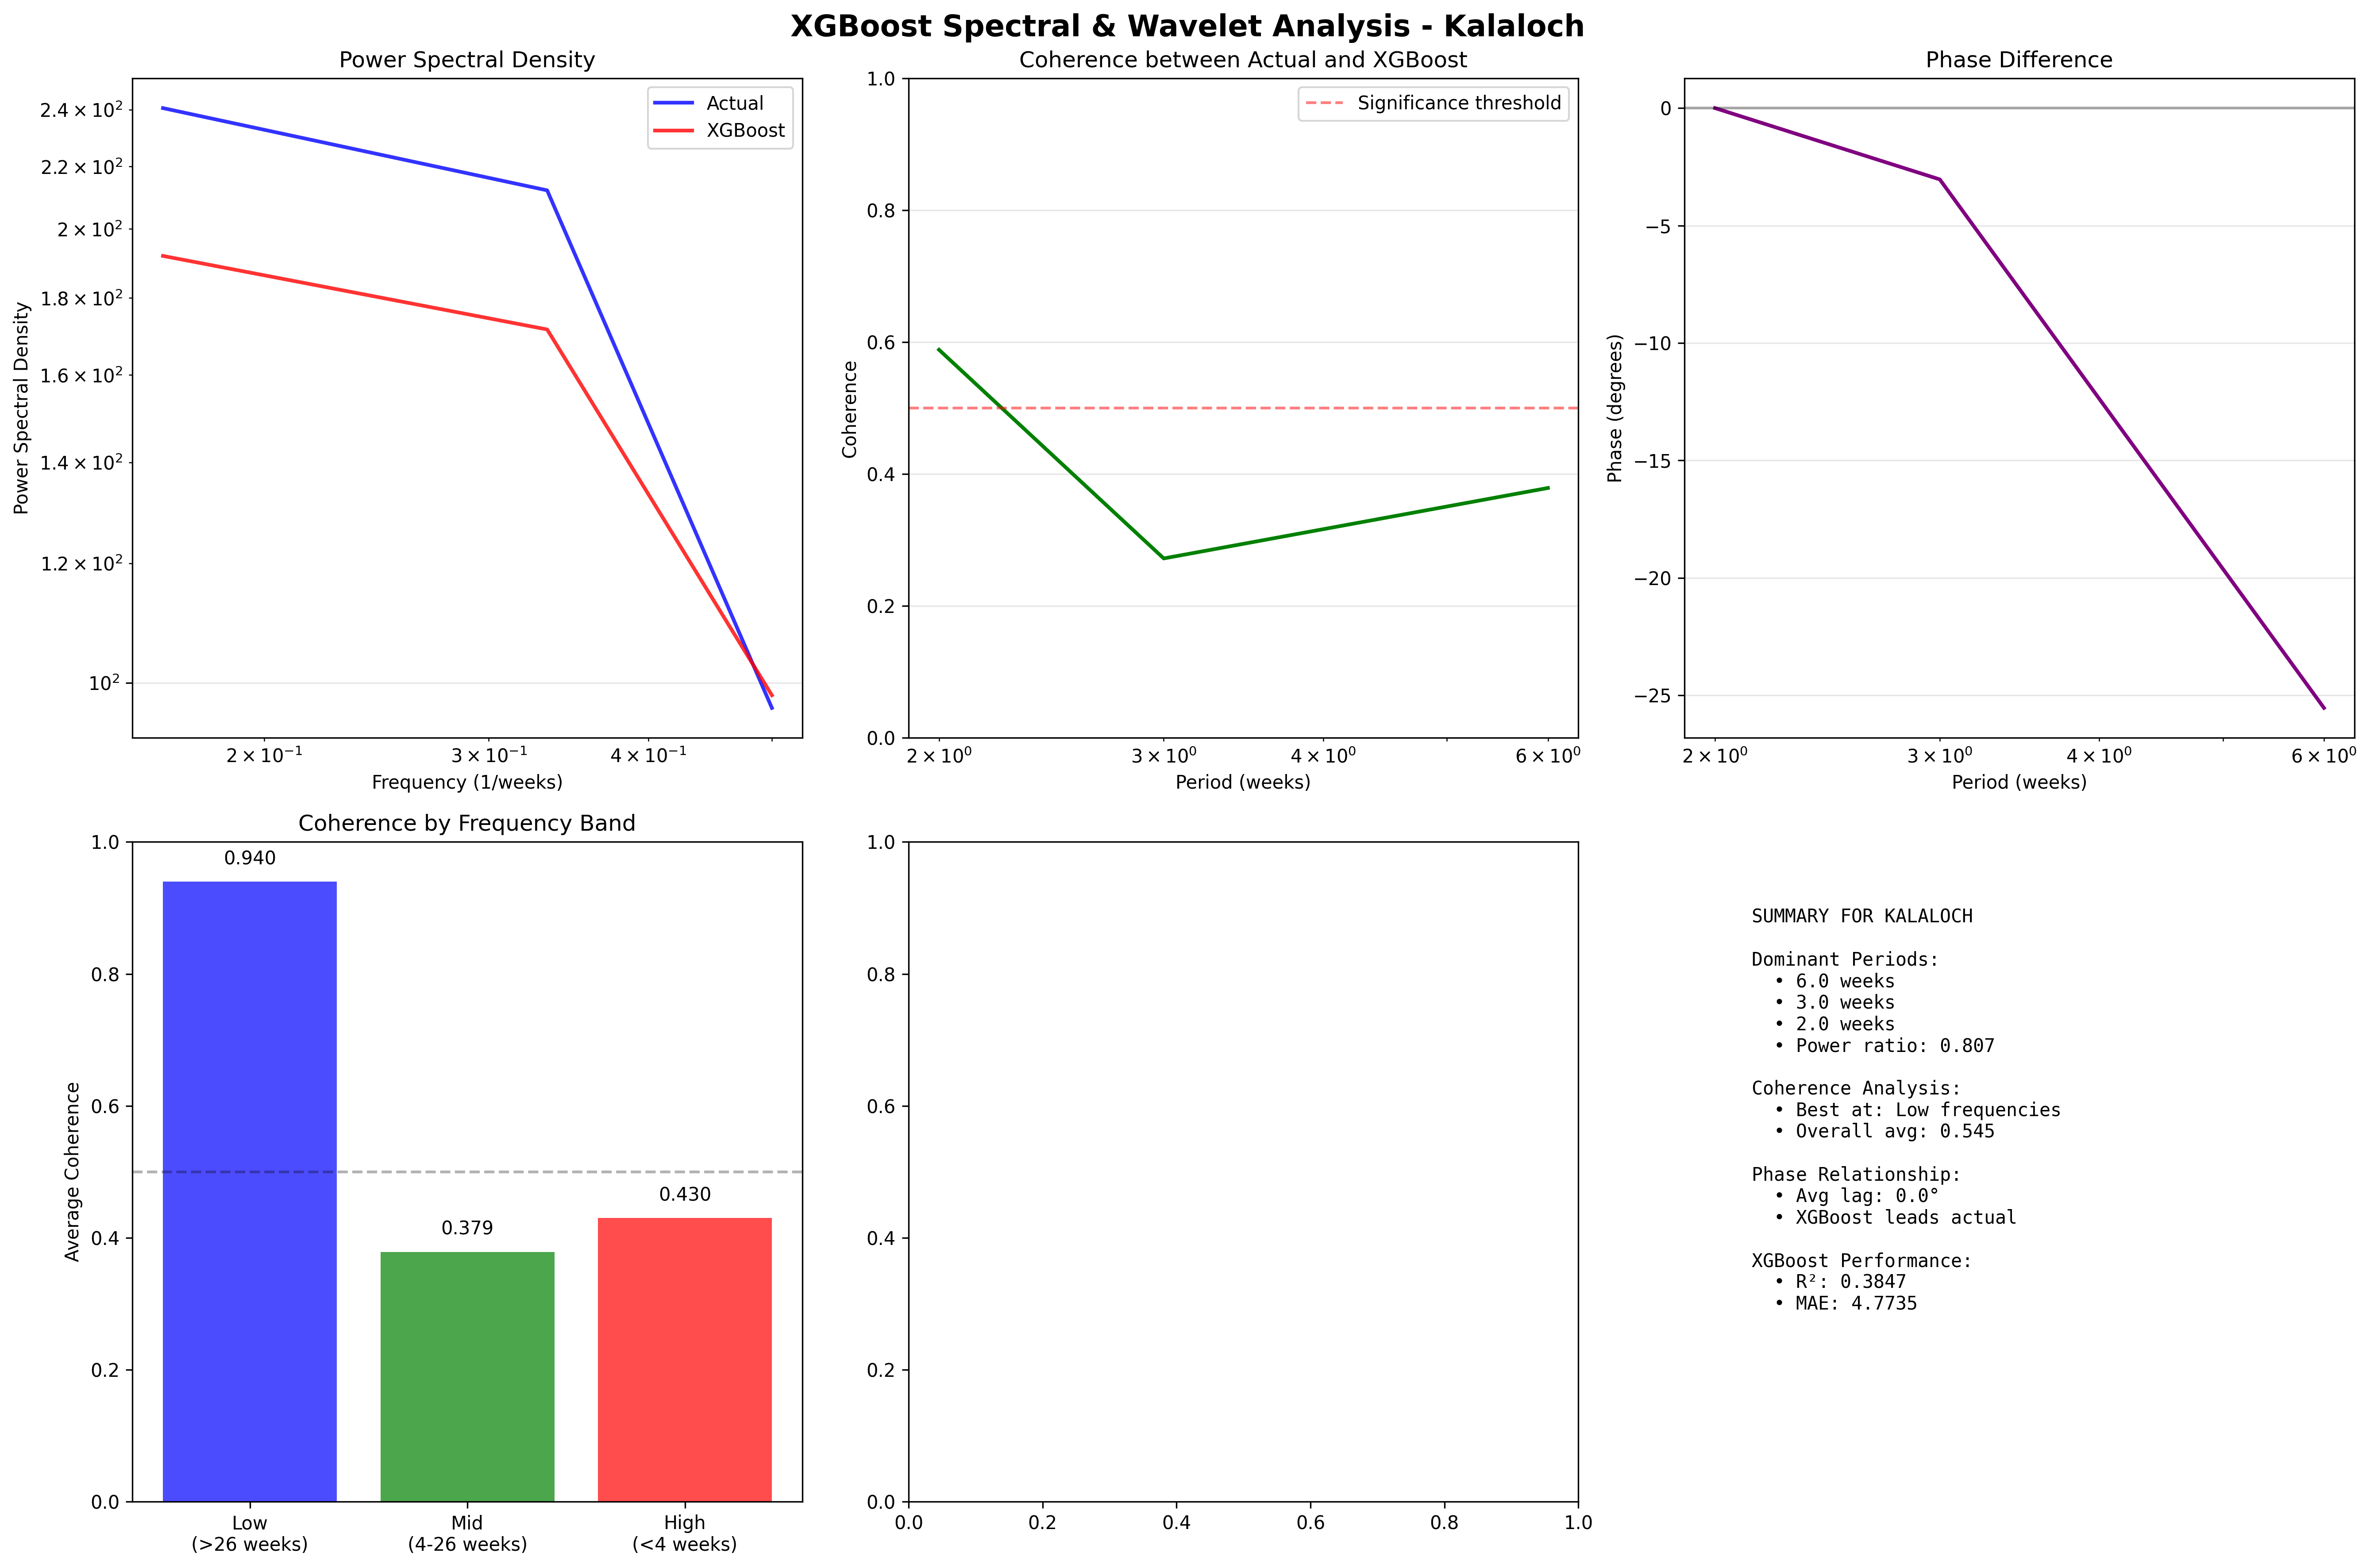 XGBoost Spectral & Wavelet Analysis - Kalaloch
Power Spectral Density
Actual
XGBoost
2.4 × 10²
2.2 × 10²
2 × 10²
1.8 × 10²
1.6 × 10²
1.4 × 10²
1.2 × 10²
10²
Power Spectral Density
2 × 10⁻¹
3 × 10⁻¹
4 × 10⁻¹
Frequency (1/weeks)
Coherence between Actual and XGBoost
Significance threshold
1.0
0.8
0.6
0.4
0.2
0.0
Coherence
2 × 10⁰
3 × 10⁰
4 × 10⁰
6 × 10⁰
Period (weeks)
Phase Difference
0
−5
−10
−15
−20
−25
Phase (degrees)
2 × 10⁰
3 × 10⁰
4 × 10⁰
6 × 10⁰
Period (weeks)
Coherence by Frequency Band
1.0
0.8
0.6
0.4
0.2
0.0
Average Coherence
0.940
0.379
0.430
Low
(>26 weeks)
Mid
(4-26 weeks)
High
(<4 weeks)
1.0
0.8
0.6
0.4
0.2
0.0
0.0
0.2
0.4
0.6
0.8
1.0
SUMMARY FOR KALALOCH
Dominant Periods:
• 6.0 weeks
• 3.0 weeks
• 2.0 weeks
• Power ratio: 0.807
Coherence Analysis:
• Best at: Low frequencies
• Overall avg: 0.545
Phase Relationship:
• Avg lag: 0.0°
• XGBoost leads actual
XGBoost Performance:
• R²: 0.3847
• MAE: 4.7735